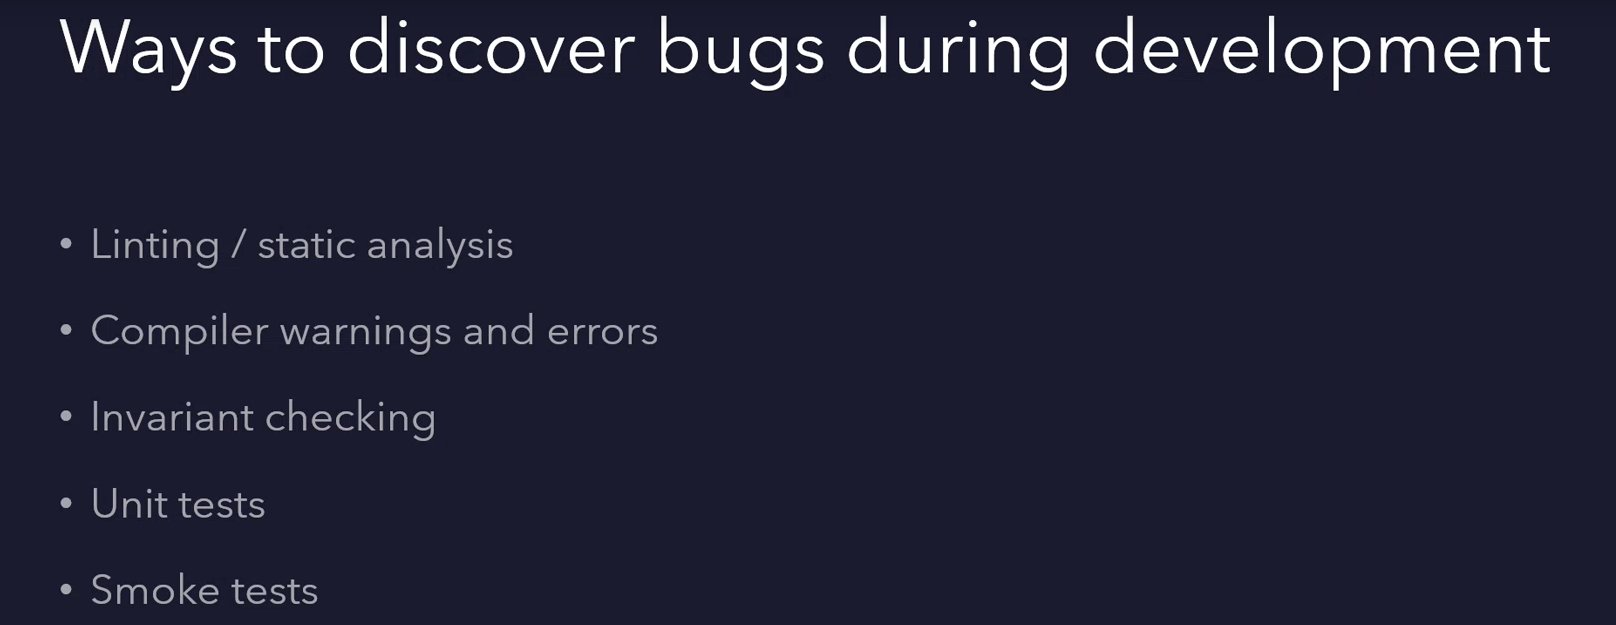 Ways to discover bugs during development
• Linting / static analysis
• Compiler warnings and errors
• Invariant checking
• Unit tests
• Smoke tests